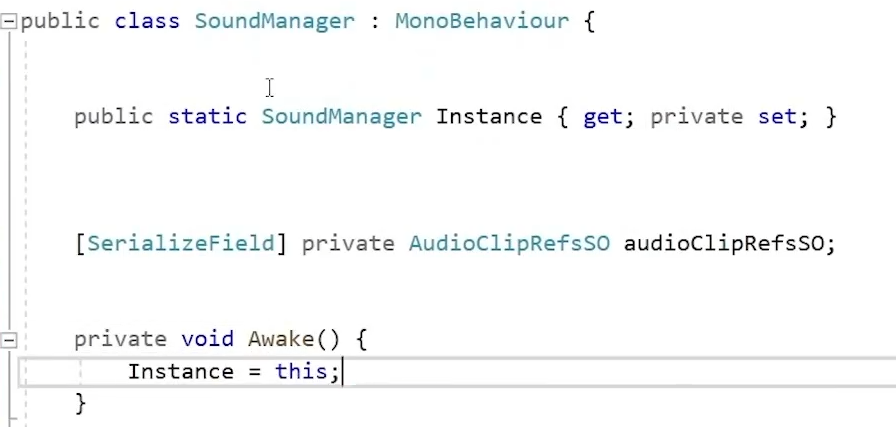 public class SoundManager : MonoBehaviour {
public static SoundManager Instance { get; private set; }
[SerializeField] private AudioClipRefsSO audioClipRefsSO;
private void Awake() {
Instance = this;
}